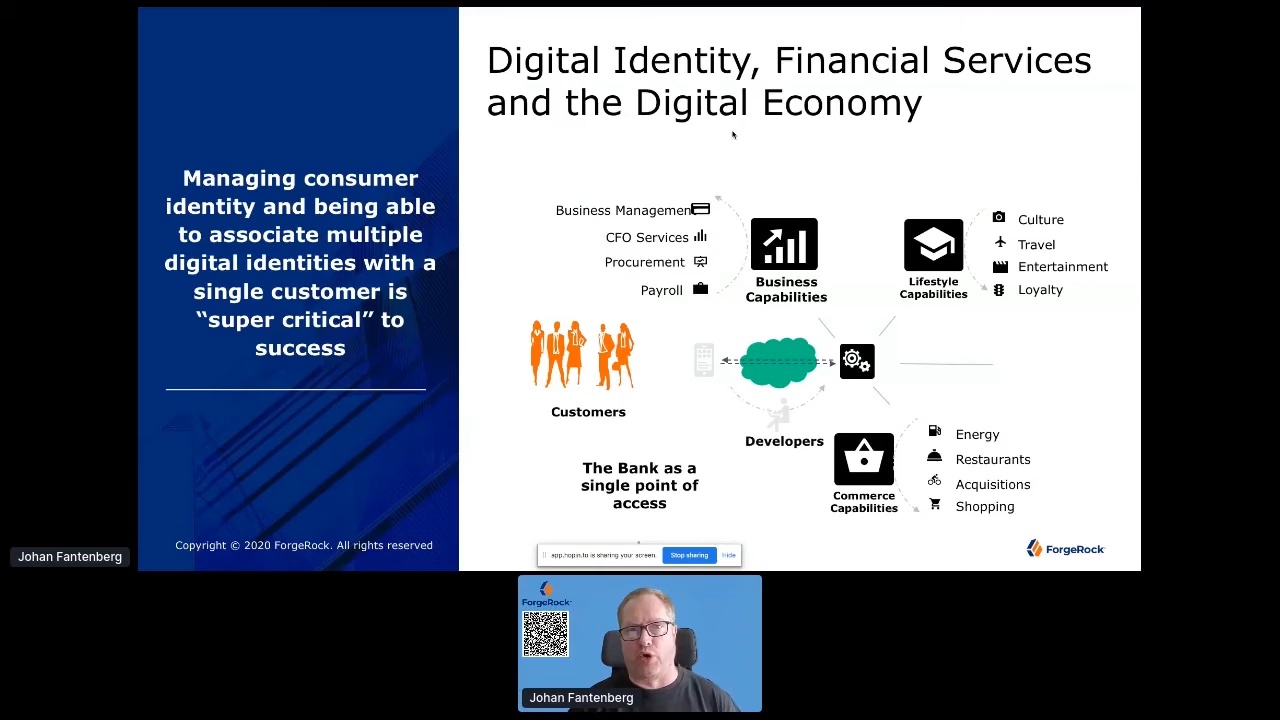 Digital Identity, Financial Services
and the Digital Economy
Managing consumer
identity and being able
to associate multiple
digital identities with a
single customer is
“super critical” to
success
Copyright © 2020 ForgeRock. All rights reserved
Business Managemen
CFO Services
Procurement
Payroll
Business
Capabilities
Lifestyle
Capabilities
Culture
Travel
Entertainment
Loyalty
Customers
Developers
The Bank as a
single point of
access
Commerce
Capabilities
Energy
Restaurants
Acquisitions
Shopping
ForgeRock
app.hopin.to is sharing your screen.
Stop sharing
Hide
Johan Fantenberg
ForgeRock
Johan Fantenberg